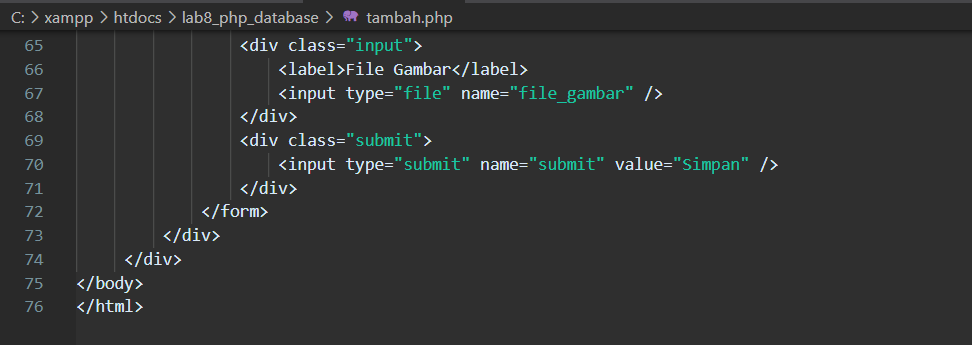 C: > xampp > htdocs > lab8_php_database > tambah.php
65 <div class="input">
66 <label>File Gambar</label>
67 <input type="file" name="file_gambar" />
68 </div>
69 <div class="submit">
70 <input type="submit" name="submit" value="Simpan" />
71 </div>
72 </form>
73 </div>
74 </div>
75 </body>
76 </html>